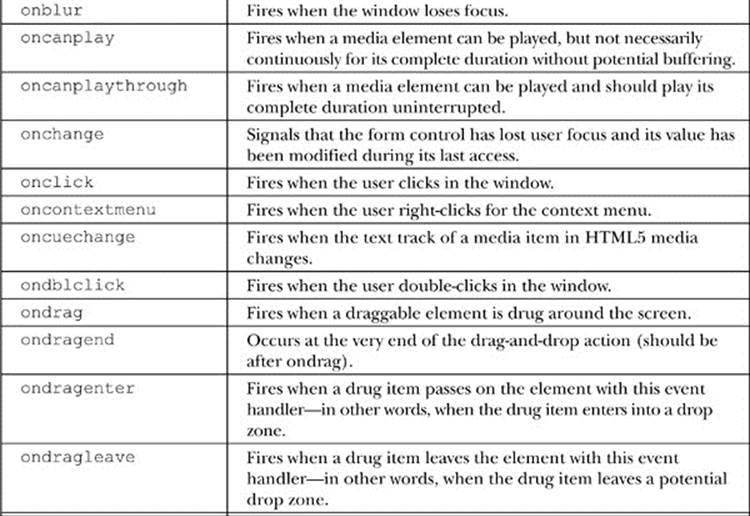 onblur Fires when the window loses focus.
oncanplay Fires when a media element can be played, but not necessarily
continuously for its complete duration without potential buffering.
oncanplaythrough Fires when a media element can be played and should play its
complete duration uninterrupted.
onchange Signals that the form control has lost user focus and its value has
been modified during its last access.
onclick Fires when the user clicks in the window.
oncontextmenu Fires when the user right-clicks for the context menu.
oncuechange Fires when the text track of a media item in HTML5 media
changes.
ondblclick Fires when the user double-clicks in the window.
ondrag Fires when a draggable element is drug around the screen.
ondragend Occurs at the very end of the drag-and-drop action (should be
after ondrag).
ondragenter Fires when a drug item passes on the element with this event
handler—in other words, when the drug item enters into a drop
zone.
ondragleave Fires when a drug item leaves the element with this event
handler—in other words, when the drug item leaves a potential
drop zone.